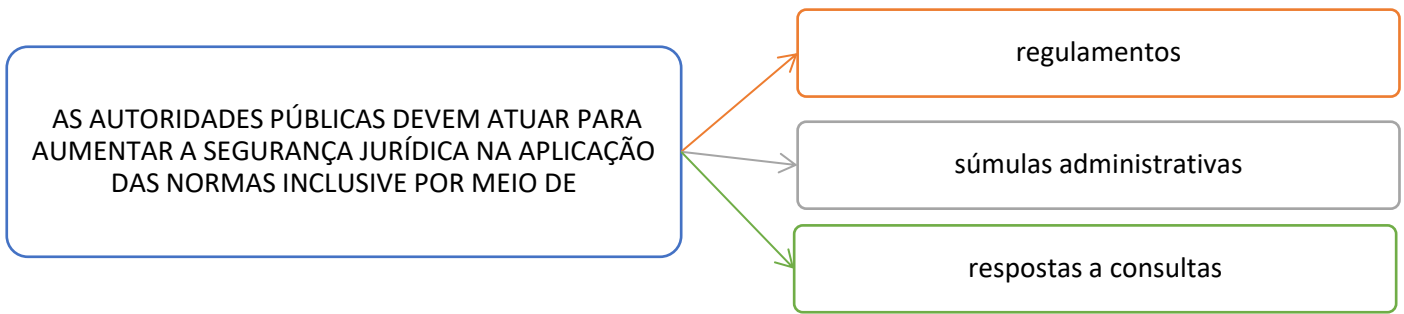 AS AUTORIDADES PÚBLICAS DEVEM ATUAR PARA
AUMENTAR A SEGURANÇA JURÍDICA NA APLICAÇÃO
DAS NORMAS INCLUSIVE POR MEIO DE
regulamentos
súmulas administrativas
respostas a consultas